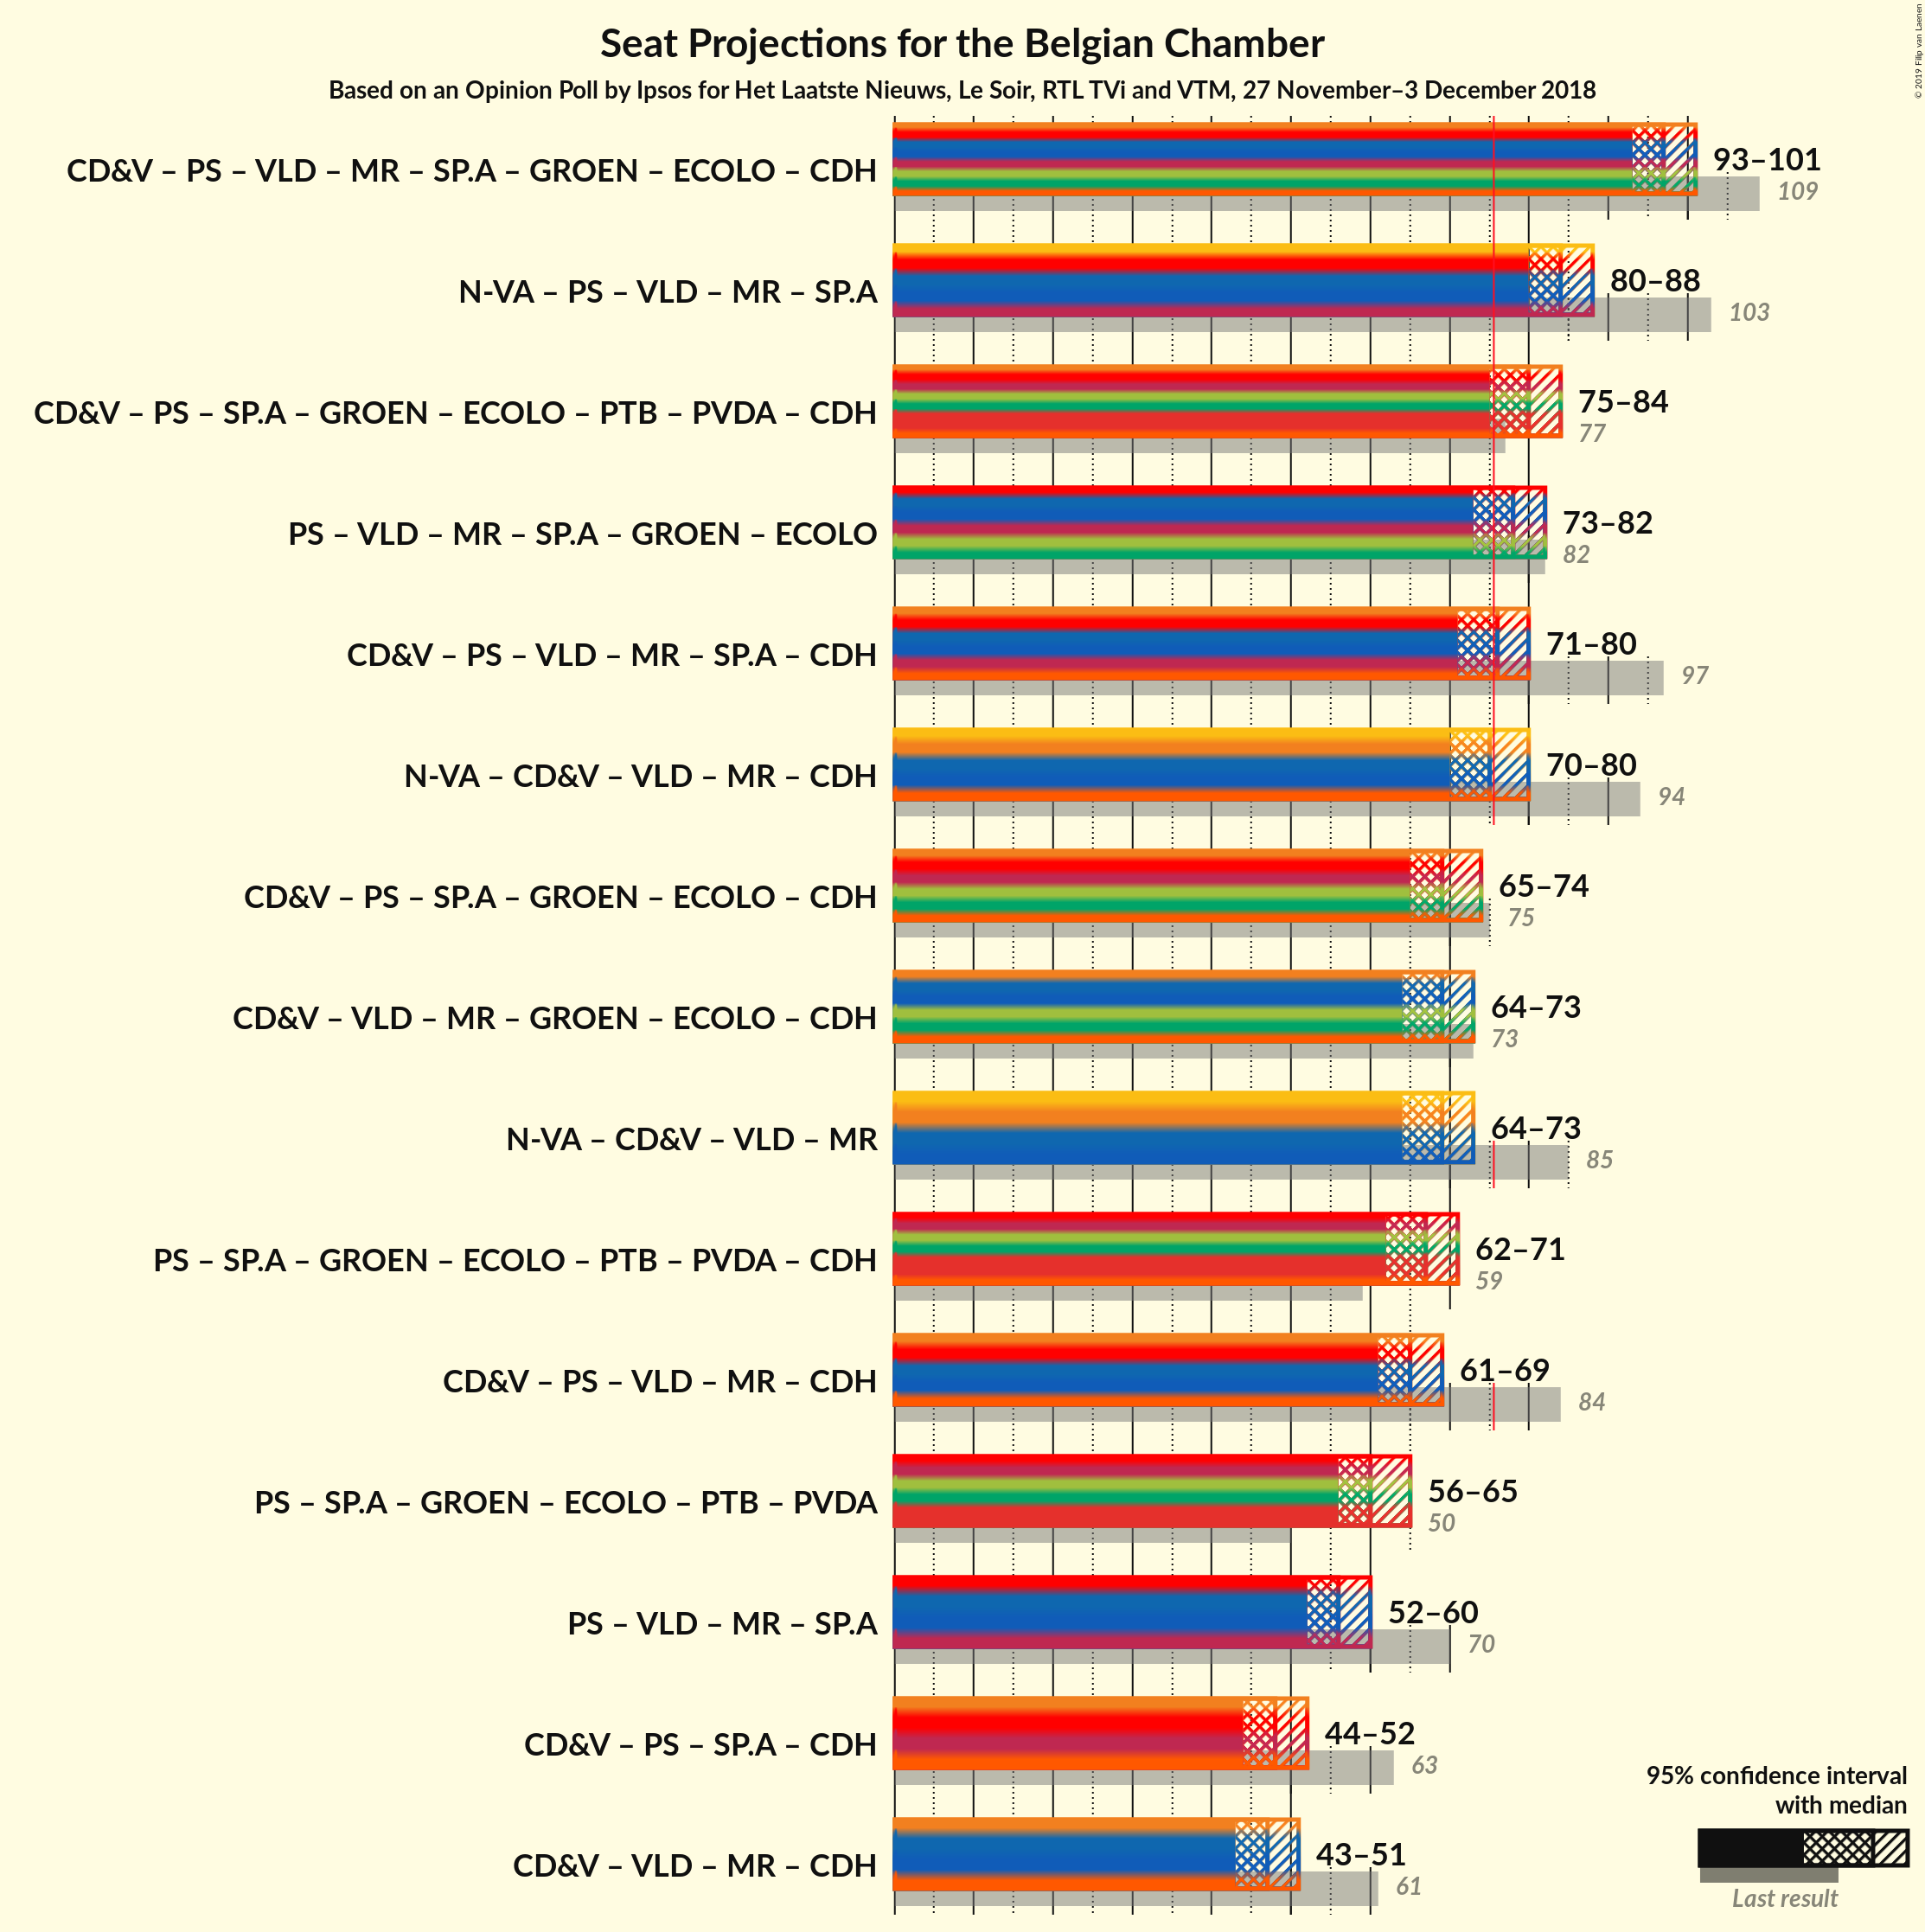 Seat Projections for the Belgian Chamber
Based on an Opinion Poll by Ipsos for Het Laatste Nieuws, Le Soir, RTL TVi and VTM, 27 November–3 December 2018
© 2019 Filip van Laenen
CD&V – PS – VLD – MR – SP.A – GROEN – ECOLO – CDH
93–101
109
N-VA – PS – VLD – MR – SP.A
80–88
103
CD&V – PS – SP.A – GROEN – ECOLO – PTB – PVDA – CDH
75–84
77
PS – VLD – MR – SP.A – GROEN – ECOLO
73–82
82
CD&V – PS – VLD – MR – SP.A – CDH
71–80
97
N-VA – CD&V – VLD – MR – CDH
70–80
94
CD&V – PS – SP.A – GROEN – ECOLO – CDH
65–74
75
CD&V – VLD – MR – GROEN – ECOLO – CDH
64–73
73
N-VA – CD&V – VLD – MR
64–73
85
PS – SP.A – GROEN – ECOLO – PTB – PVDA – CDH
62–71
59
CD&V – PS – VLD – MR – CDH
61–69
84
PS – SP.A – GROEN – ECOLO – PTB – PVDA
56–65
50
PS – VLD – MR – SP.A
52–60
70
CD&V – PS – SP.A – CDH
44–52
63
CD&V – VLD – MR – CDH
43–51
61
95% confidence interval
with median
Last result